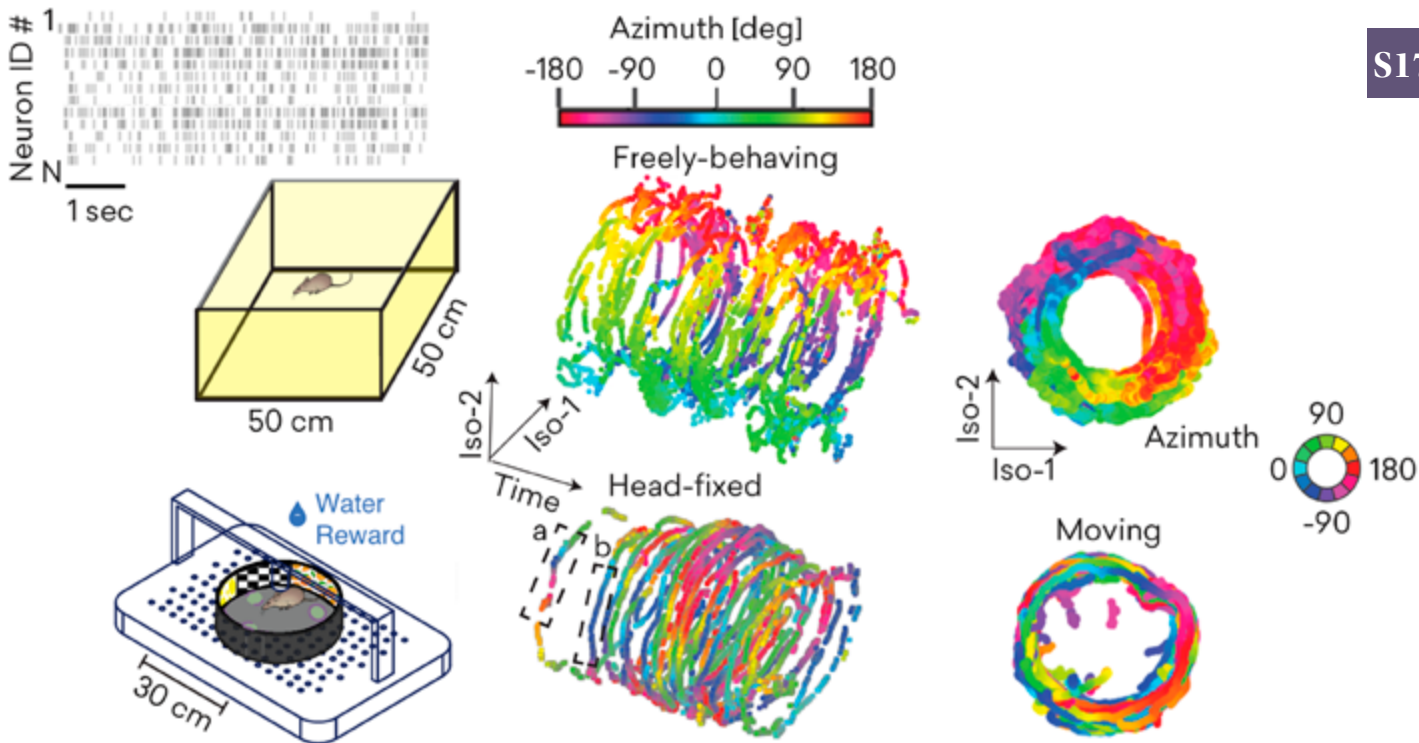 Neuron ID #
1
N
1 sec
50 cm
50 cm
Azimuth [deg]
-180 -90 0 90 180
Freely-behaving
Iso-2
Iso-1
Time
Iso-2
Iso-1
Azimuth
90
0 180
-90
Water
Reward
30 cm
Head-fixed
a
b
Moving
S17